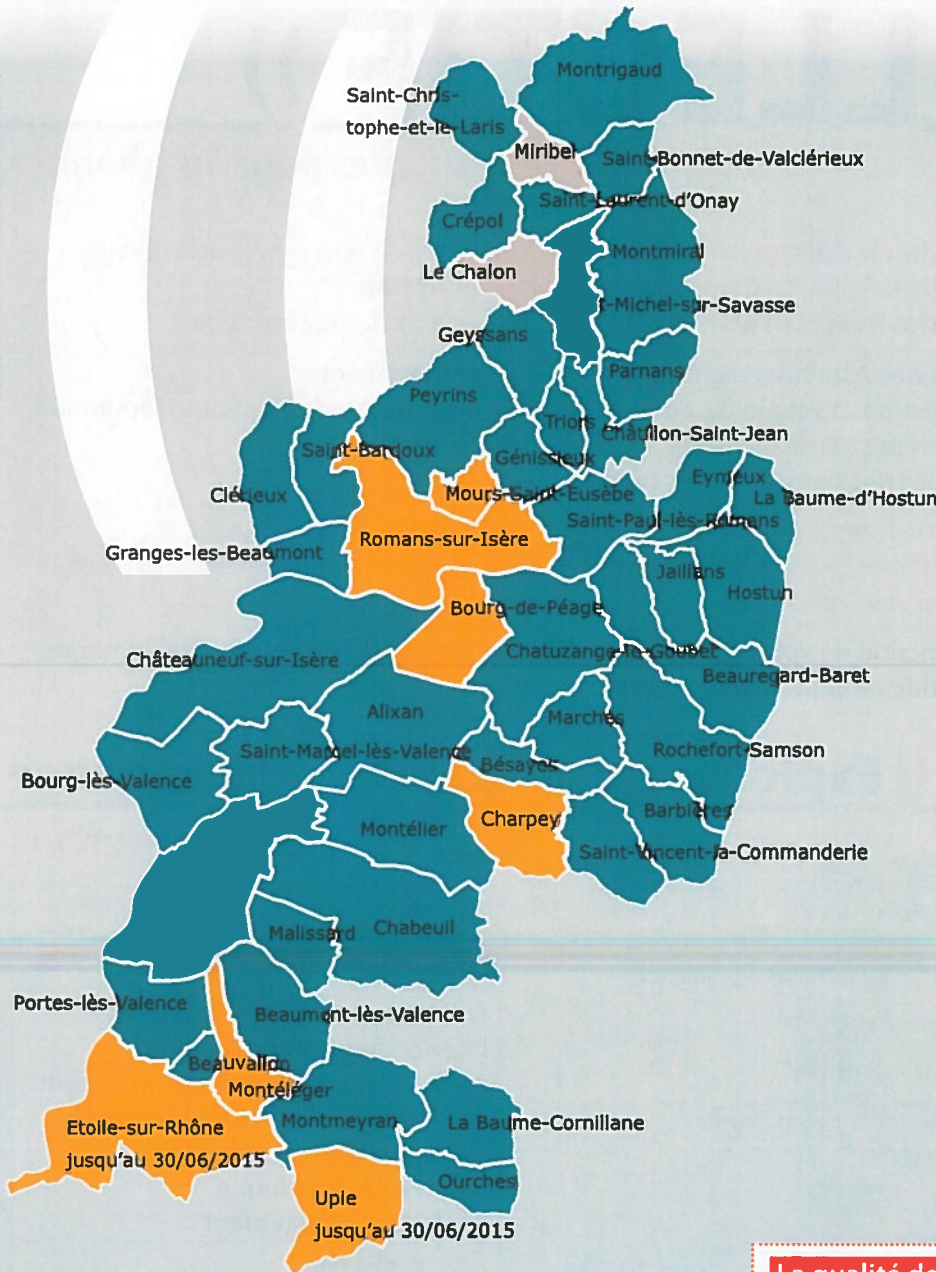 Montrigaud
Saint-Chris-
tophe-et-le-Laris
Miribel
Saint-Bonnet-de-Valclérieux
Saint-Laurent-d'Onay
Crépol
Montmiral
Le Chalon
t-Michel-sur-Savasse
Geyssans
Parnans
Peyrins
Triors
Châtillon-Saint-Jean
Saint-Bardoux
Génissieux
Eymeux
Clérieux
Mours-Saint-Eusèbe
La Baume-d'Hostun
Saint-Paul-lès-Romans
Romans-sur-Isère
Granges-les-Beaumont
Jaillans
Hostun
Bourg-de-Péage
Chatuzange-le-Goubet
Châteauneuf-sur-Isère
Beauregard-Baret
Alixan
Marches
Saint-Marcel-lès-Valence
Rochefort-Samson
Bésayes
Bourg-lès-Valence
Barbières
Charpey
Montélier
Saint-Vincent-la-Commanderie
Malissard
Chabeuil
Portes-lès-Valence
Beaumont-lès-Valence
Beauvallon
Montéléger
Etoile-sur-Rhône
jusqu'au 30/06/2015
Montmeyran
La Baume-Cornillane
Ourches
Upie
jusqu'au 30/06/2015
La qualité de